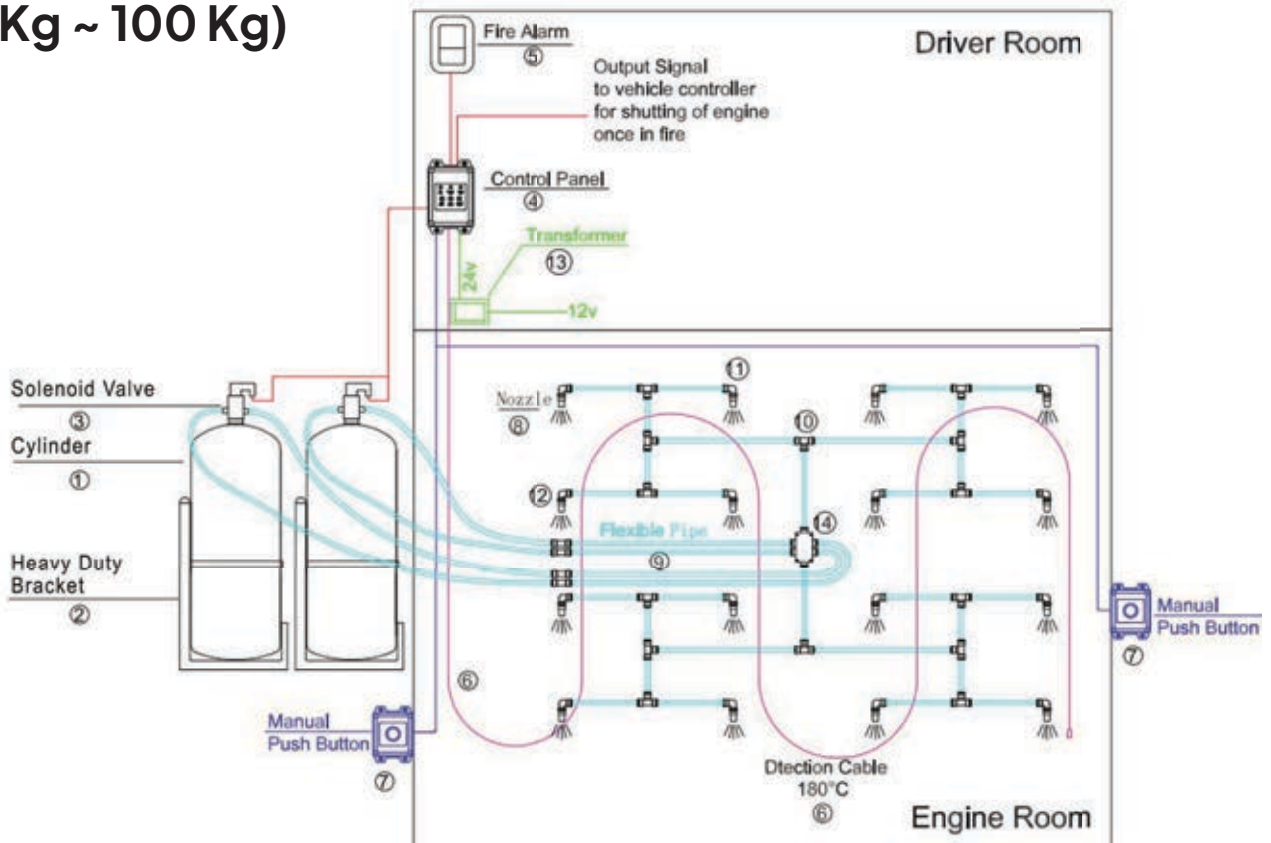 Kg ~ 100 Kg)
Fire Alarm
⑤
Driver Room
Output Signal
to vehicle controller
for shutting of engine
once in fire
Control Panel
④
Transformer
⑬
24v
12v
Solenoid Valve
③
Cylinder
①
Heavy Duty
Bracket
②
Nozzle
⑧
⑪
⑩
⑫
⑭
Flexible Pipe
⑨
⑥
Manual
Push Button
⑦
Manual
Push Button
⑦
Dtection Cable
180°C
⑥
Engine Room